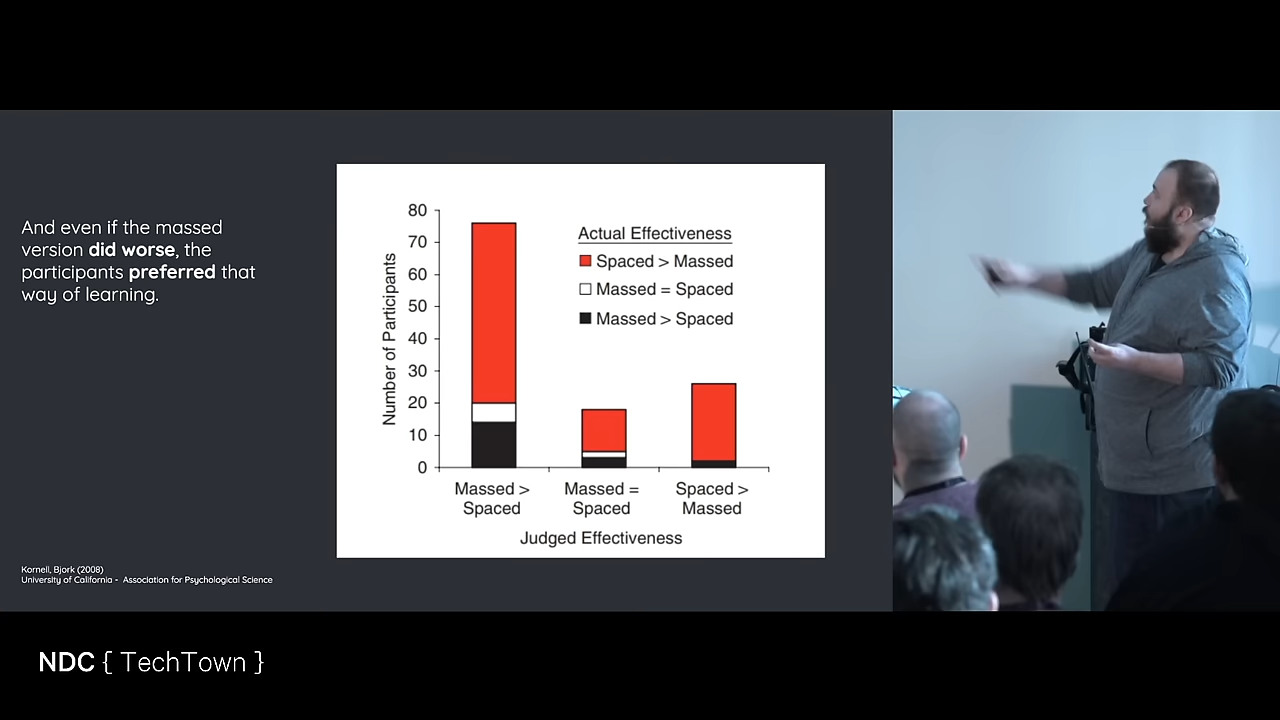 And even if the massed
version did worse, the
participants preferred that
way of learning.
80
70
60
50
40
30
20
10
0
Number of Participants
Actual Effectiveness
Spaced > Massed
Massed = Spaced
Massed > Spaced
Massed >
Spaced
Massed =
Spaced
Spaced >
Massed
Judged Effectiveness
Kornell, Bjork (2008)
University of California - Association for Psychological Science
NDC { TechTown }